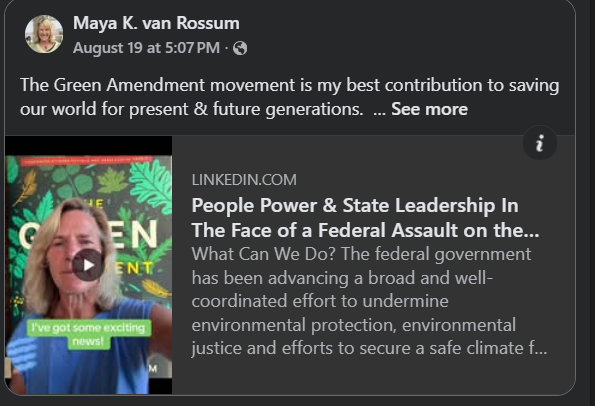 Maya K. van Rossum
August 19 at 5:07 PM ·
The Green Amendment movement is my best contribution to saving
our world for present & future generations. ... See more
LINKEDIN.COM
People Power & State Leadership In
The Face of a Federal Assault on the...
What Can We Do? The federal government
has been advancing a broad and well-
coordinated effort to undermine
environmental protection, environmental
justice and efforts to secure a safe climate f...
I've got some exciting
news!